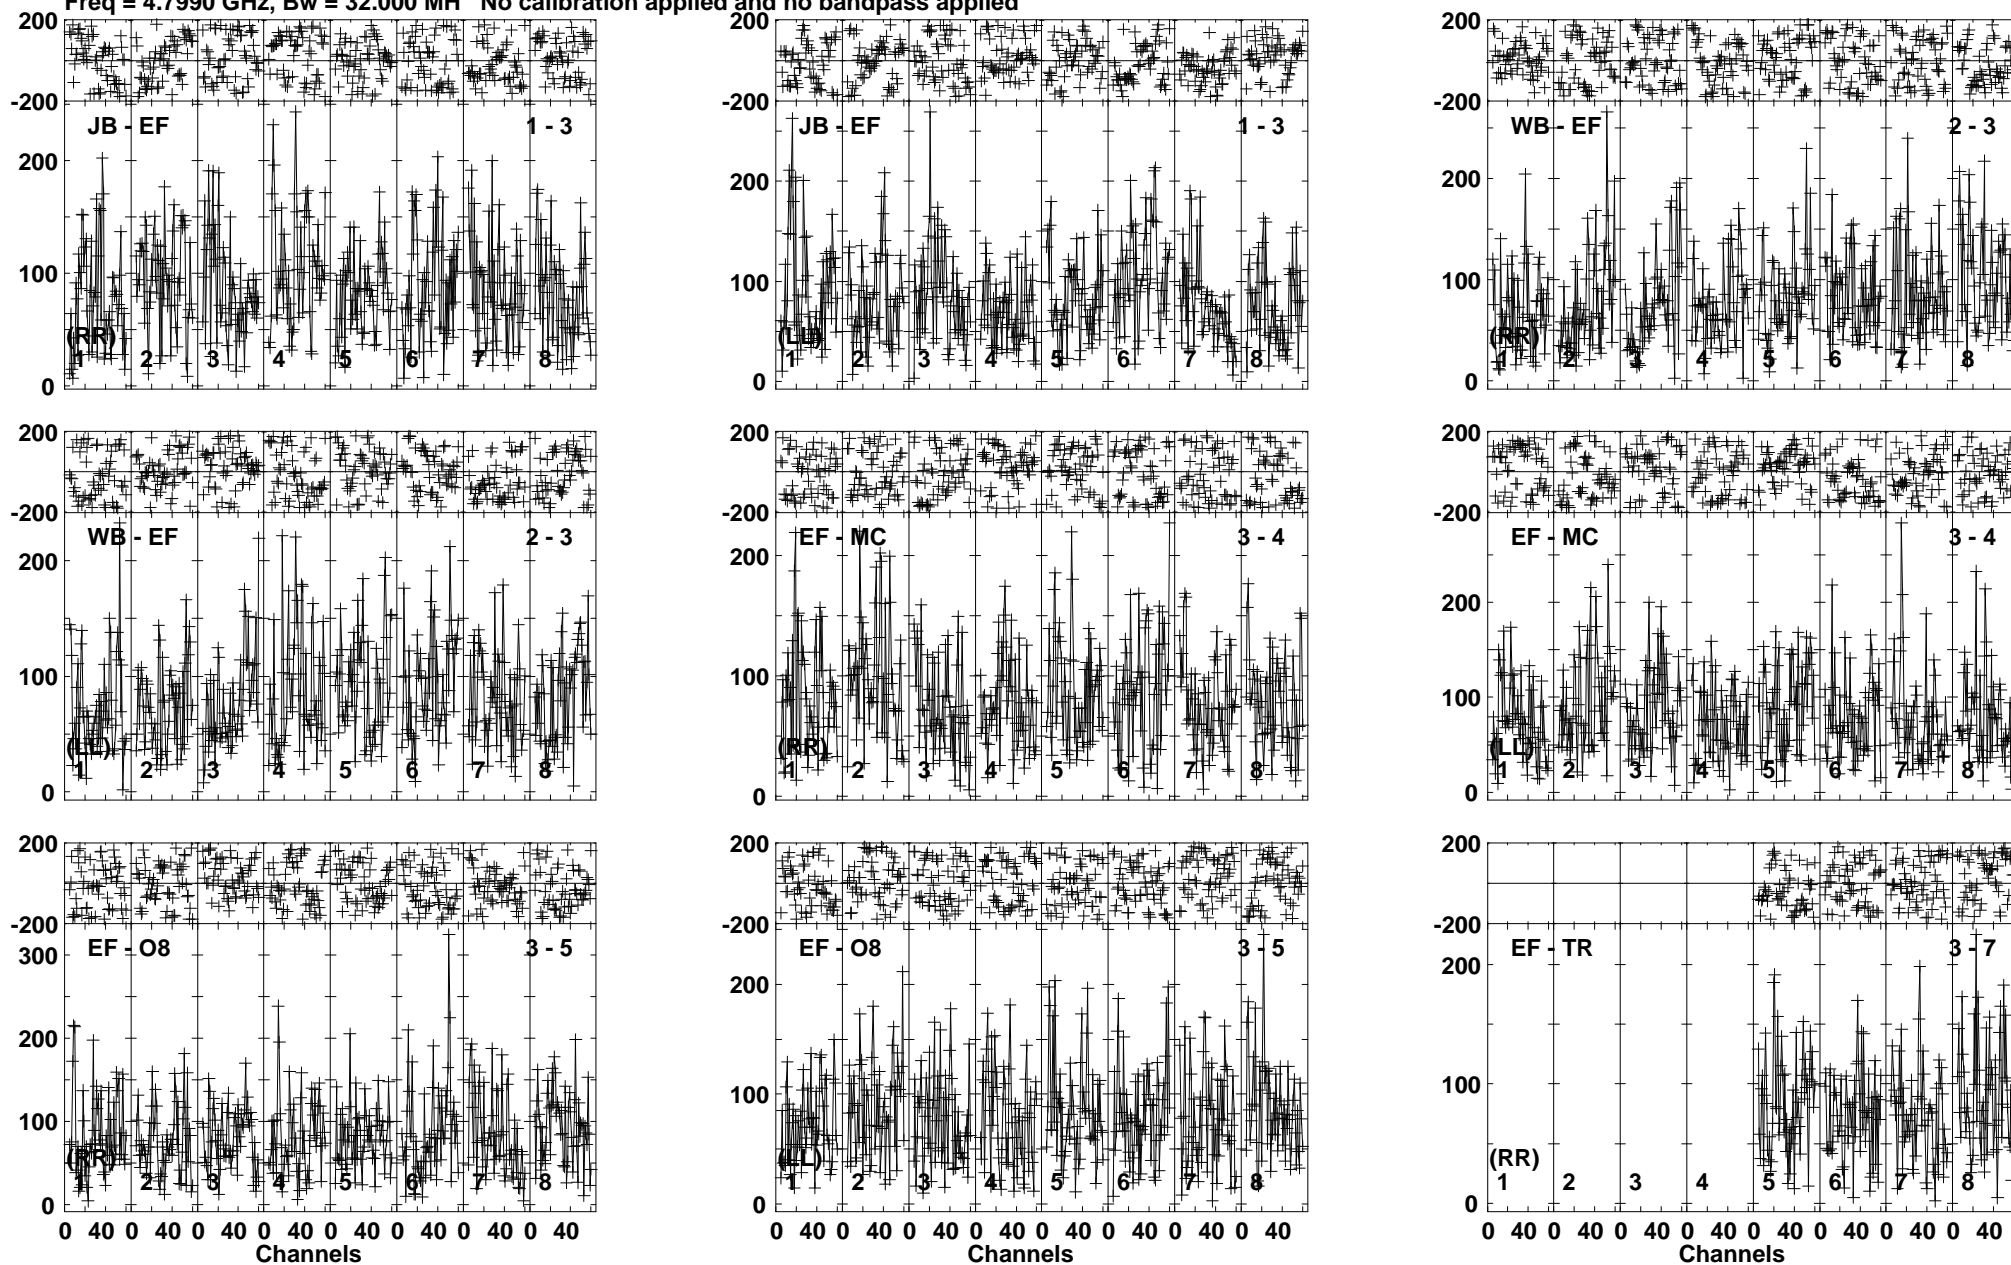 Freq = 4.7990 GHz, Bw = 32.000 MH No calibration applied and no bandpass applied
200 200 200
-200 -200 -200
JB - EF 1 - 3 JB - EF 1 - 3 WB - EF 2 - 3
200 200 200
100 100 100
(RR) (LL) (RR)
1 2 3 4 5 6 7 8 1 2 3 4 5 6 7 8 1 2 3 4 5 6 7 8
0 0 0
200 200 200
-200 -200 -200
WB - EF 2 - 3 EF - MC 3 - 4 EF - MC 3 - 4
200 200 200
100 100 100
(LL) (RR) (LL)
1 2 3 4 5 6 7 8 1 2 3 4 5 6 7 8 1 2 3 4 5 6 7 8
0 0 0
200 200 200
-200 -200 -200
EF - O8 3 - 5 EF - O8 3 - 5 EF - TR 3 - 7
300
200 200 200
100 100 100
(RR) (LL) (RR)
1 2 3 4 5 6 7 8 1 2 3 4 5 6 7 8 1 2 3 4 5 6 7 8
0 0 0
0 40 0 40 0 40 0 40 0 40 0 40 0 40 0 40 0 40 0 40 0 40 0 40 0 40 0 40 0 40 0 40 0 40 0 40 0 40 0 40 0 40 0 40 0 40 0 40
Channels Channels Channels